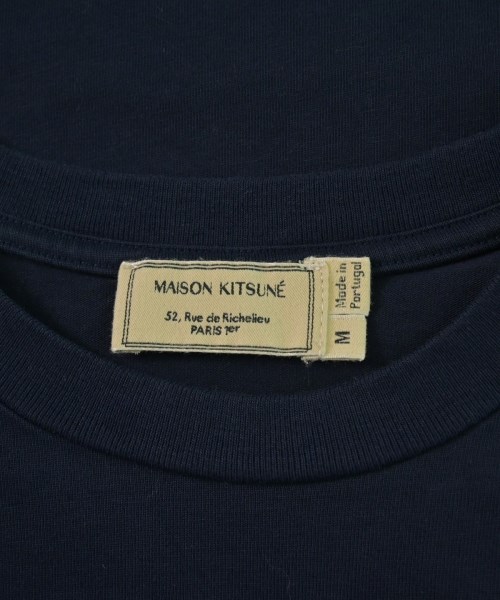 MAISON KITSUNÉ
52, Rue de Richelieu
PARIS 1er
Made in
Portugal
M